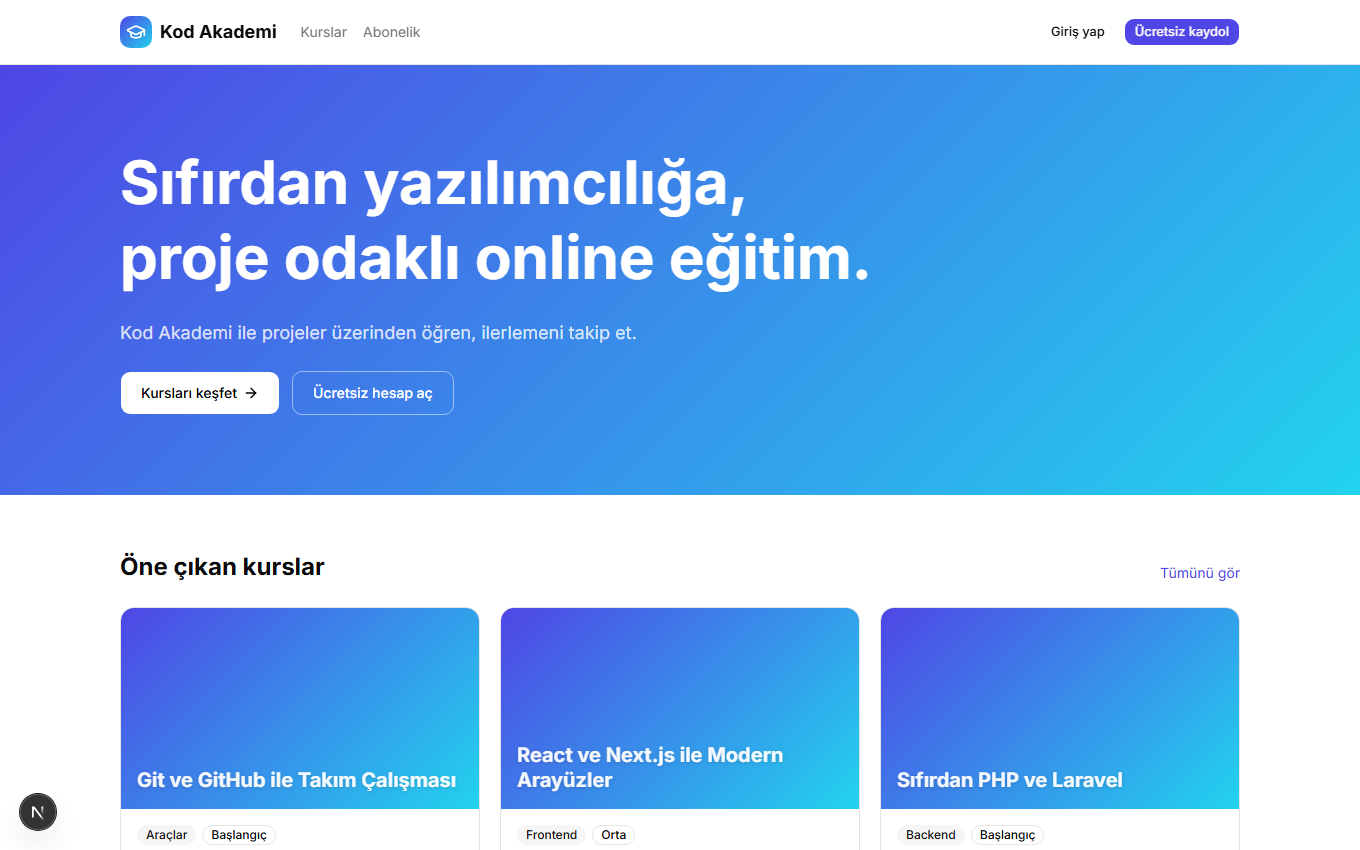 Kod Akademi Kurslar Abonelik Giriş yap Ücretsiz kaydol
Sıfırdan yazılımcılığa,
proje odaklı online eğitim.
Kod Akademi ile projeler üzerinden öğren, ilerlemeni takip et.
Kursları keşfet → Ücretsiz hesap aç
Öne çıkan kurslar Tümünü gör
Git ve GitHub ile Takım Çalışması
Araçlar Başlangıç
React ve Next.js ile Modern
Arayüzler
Frontend Orta
Sıfırdan PHP ve Laravel
Backend Başlangıç
N